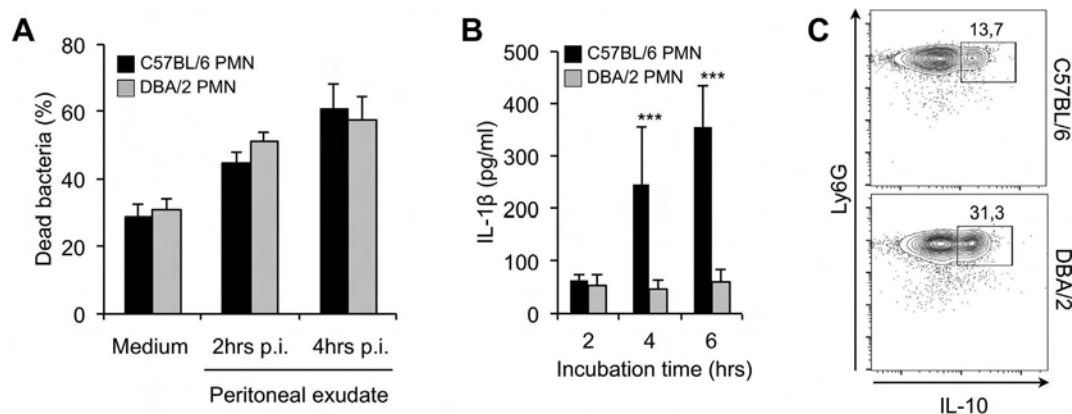 A
C57BL/6 PMN
DBA/2 PMN
Dead bacteria (%)
80
60
40
20
0
Medium
2hrs p.i.
4hrs p.i.
Peritoneal exudate
B
C57BL/6 PMN
DBA/2 PMN
IL-1β (pg/ml)
500
400
300
200
100
0
***
***
2
4
6
Incubation time (hrs)
C
13,7
C57BL/6
31,3
DBA/2
Ly6G
IL-10